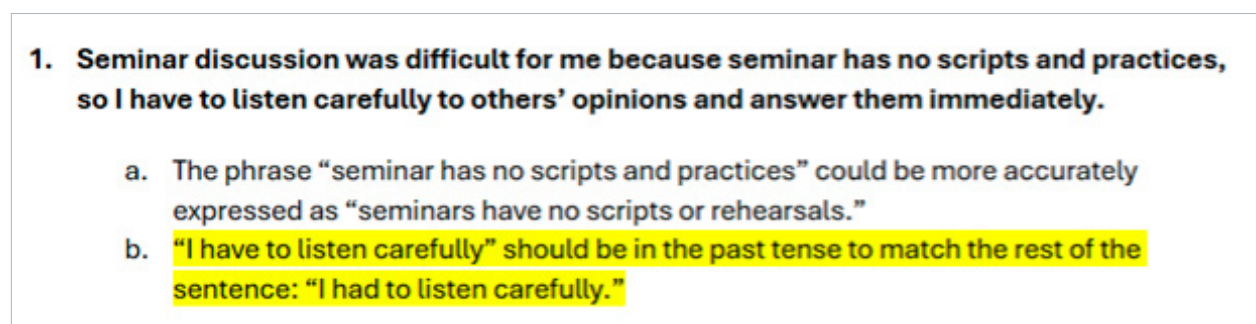 1. Seminar discussion was difficult for me because seminar has no scripts and practices,
so I have to listen carefully to others’ opinions and answer them immediately.
a. The phrase “seminar has no scripts and practices” could be more accurately
expressed as “seminars have no scripts or rehearsals.”
b. “I have to listen carefully” should be in the past tense to match the rest of the
sentence: “I had to listen carefully.”